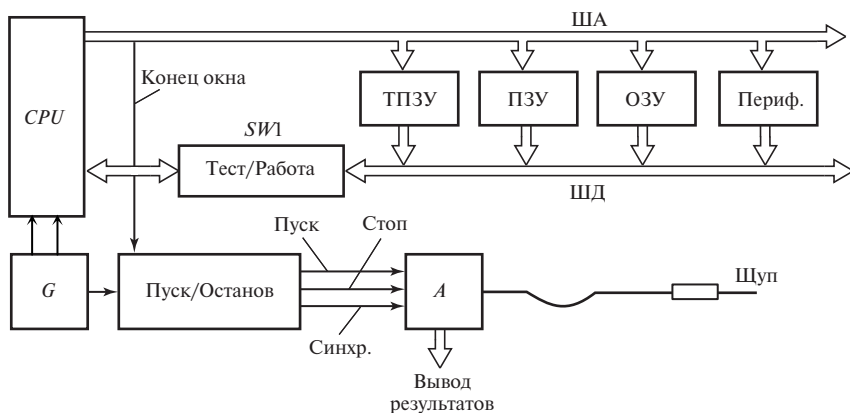 ША
Конец окна
CPU
ТПЗУ
ПЗУ
ОЗУ
Периф.
SW1
Тест/Работа
ШД
Пуск
Стоп
G
Пуск/Останов
A
Щуп
Синхр.
Вывод
результатов